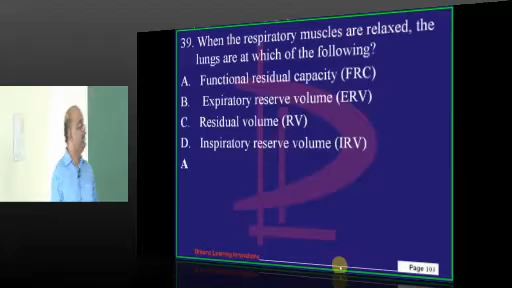 39. When the respiratory muscles are relaxed, the
lungs are at which of the following?
A. Functional residual capacity (FRC)
B. Expiratory reserve volume (ERV)
C. Residual volume (RV)
D. Inspiratory reserve volume (IRV)
A
Page 103